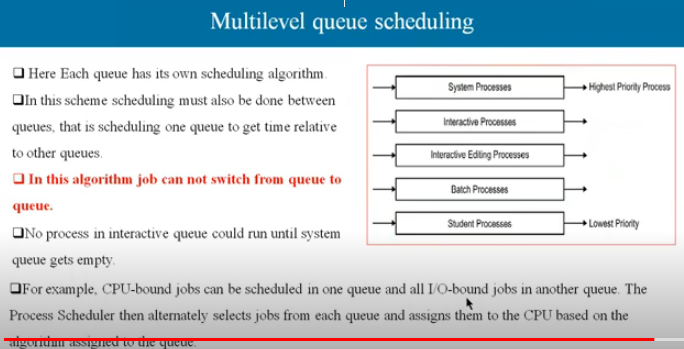 Multilevel queue scheduling
❑ Here Each queue has its own scheduling algorithm.
❑In this scheme scheduling must also be done between
queues, that is scheduling one queue to get time relative
to other queues.
❑ In this algorithm job can not switch from queue to
queue.
❑No process in interactive queue could run until system
queue gets empty.
System Processes
Highest Priority Process
Interactive Processes
Interactive Editing Processes
Batch Processes
Student Processes
Lowest Priority
❑For example, CPU-bound jobs can be scheduled in one queue and all I/O-bound jobs in another queue. The
Process Scheduler then alternately selects jobs from each queue and assigns them to the CPU based on the
algorithm assigned to the queue.